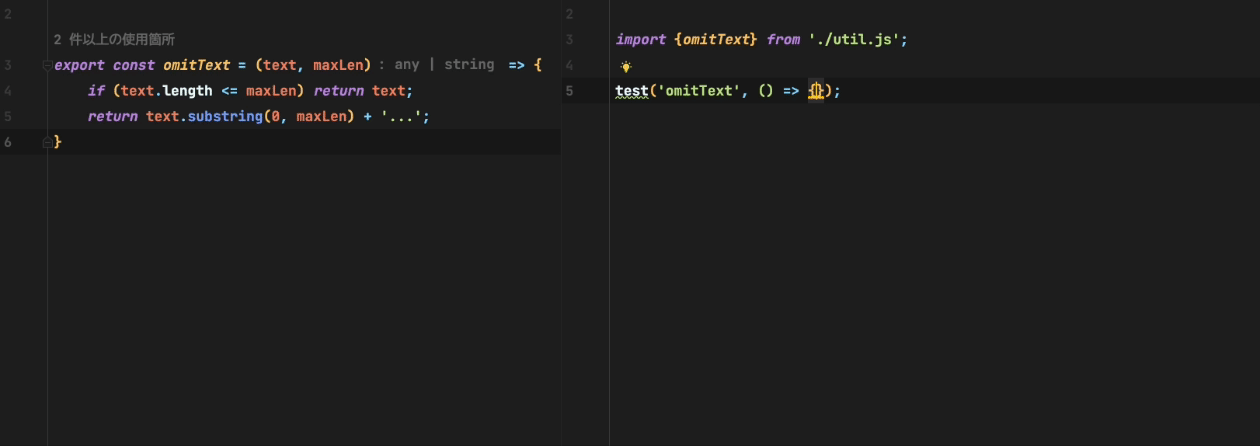 2
2 件以上の使用箇所
3 export const omitText = (text, maxLen) : any | string => {
4 if (text.length <= maxLen) return text;
5 return text.substring(0, maxLen) + '...';
6 }
2
3 import {omitText} from './util.js';
4
5 test('omitText', () => {});